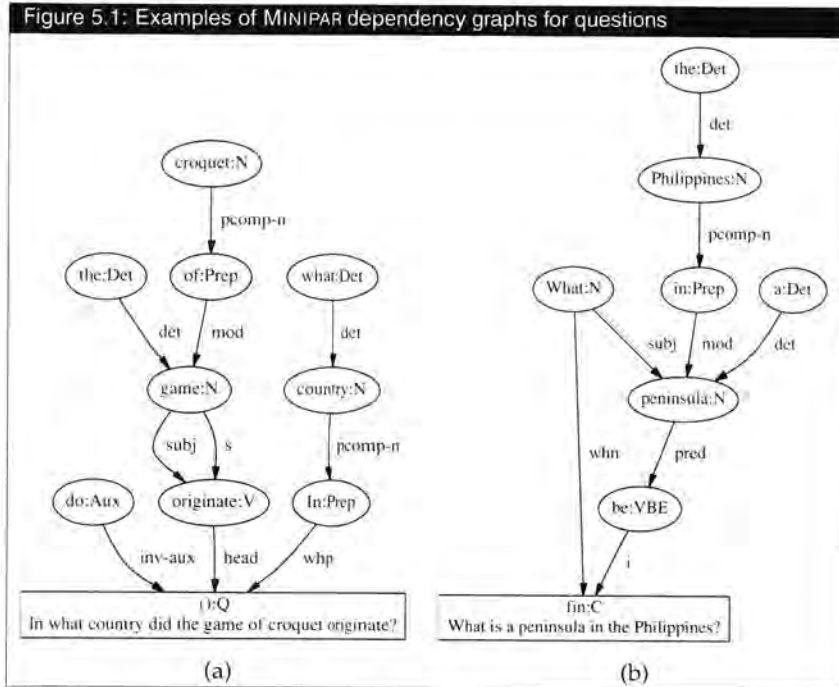 Figure 5.1: Examples of MINIPAR dependency graphs for questions
croquet:N
pcomp-n
the:Det
of:Prep
what:Det
det
mod
det
game:N
country:N
subj
s
pcomp-n
do:Aux
originate:V
In:Prep
inv-aux
head
whp
():Q
In what country did the game of croquet originate?
(a)
the:Det
det
Philippines:N
pcomp-n
What:N
in:Prep
a:Det
subj
mod
det
peninsula:N
whn
pred
be:VBE
i
fin:C
What is a peninsula in the Philippines?
(b)